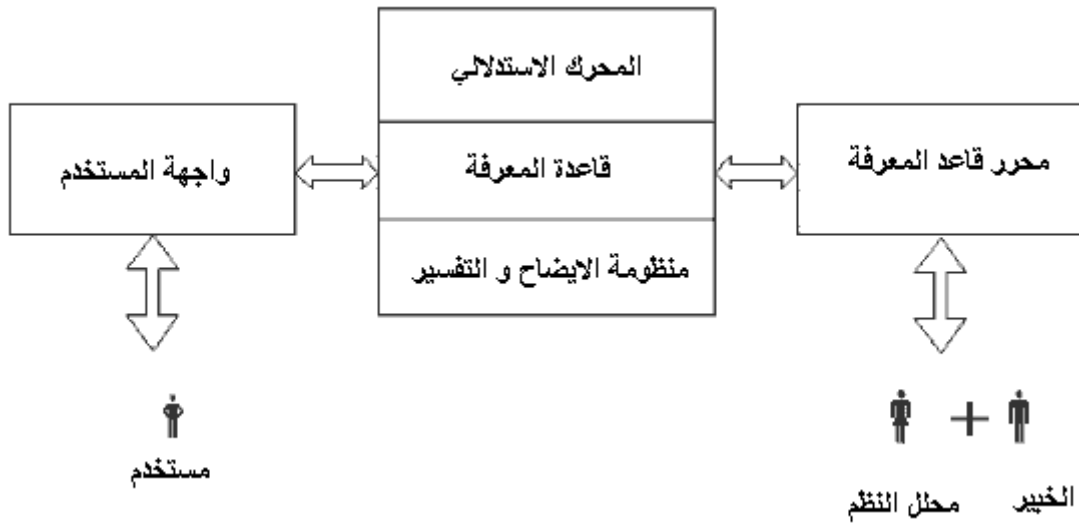 المحرك الاستدلالي
محرر قاعد المعرفة
قاعدة المعرفة
واجهة المستخدم
منظومة الايضاح و التفسير
الخبير
محلل النظم
مستخدم